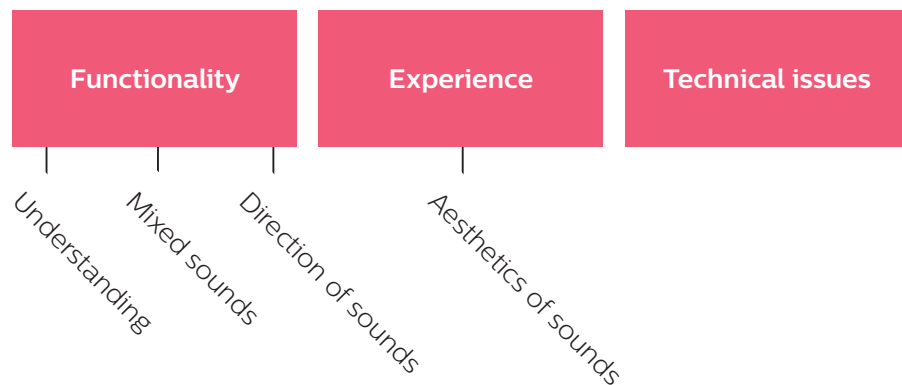 Functionality
Experience
Technical issues
Understanding
Mixed sounds
Direction of sounds
Aesthetics of sounds